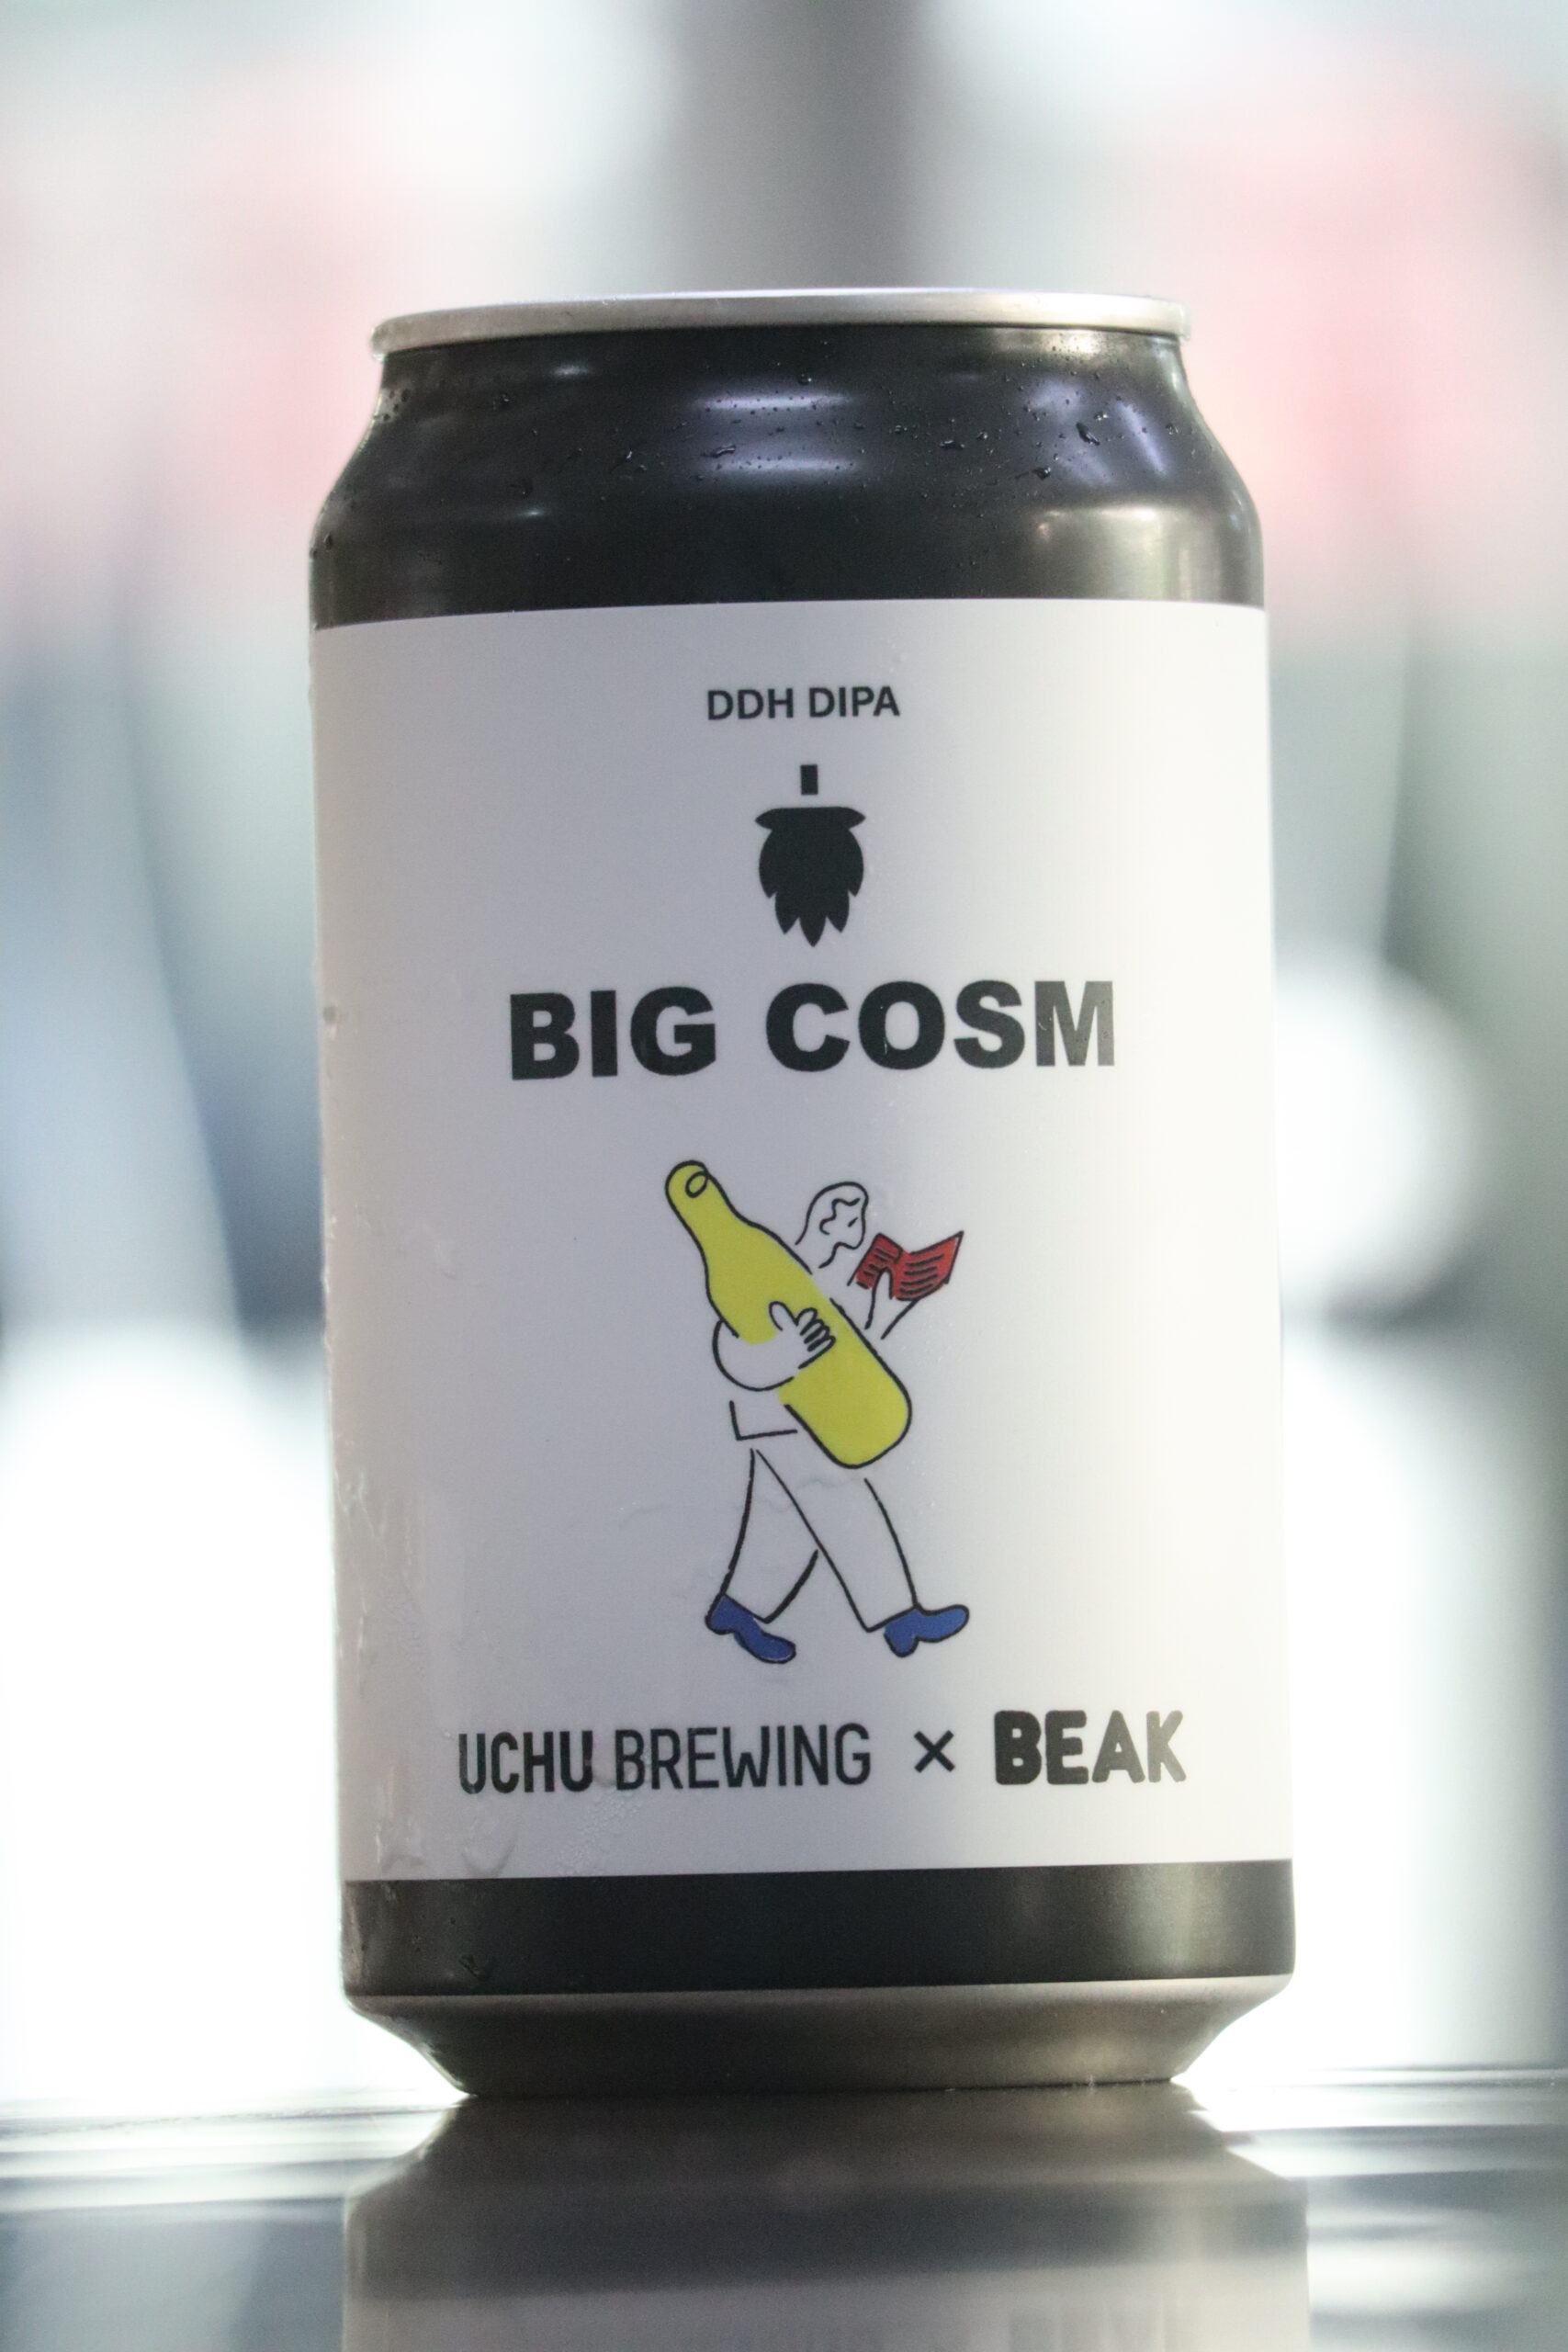 DDH DIPA
BIG COSM
UCHU BREWING × BEAK